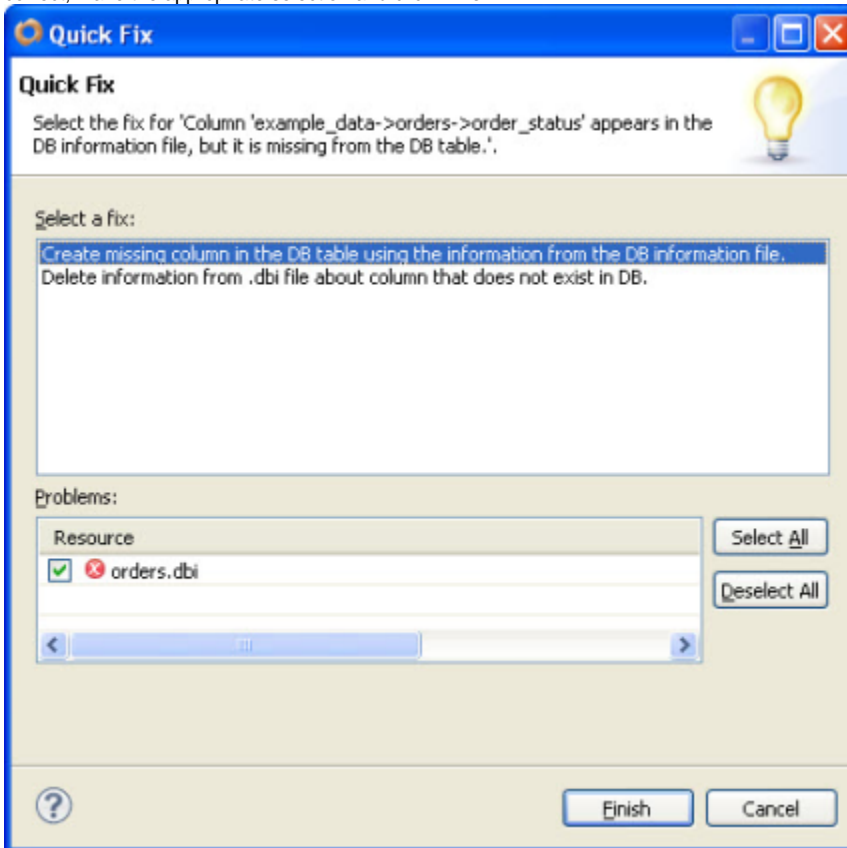 Quick Fix
Quick Fix
Select the fix for 'Column 'example_data->orders->order_status' appears in the
DB information file, but it is missing from the DB table.'.
Select a fix:
Create missing column in the DB table using the information from the DB information file.
Delete information from .dbi file about column that does not exist in DB.
Problems:
Resource
Select All
orders.dbi
Deselect All
Finish
Cancel